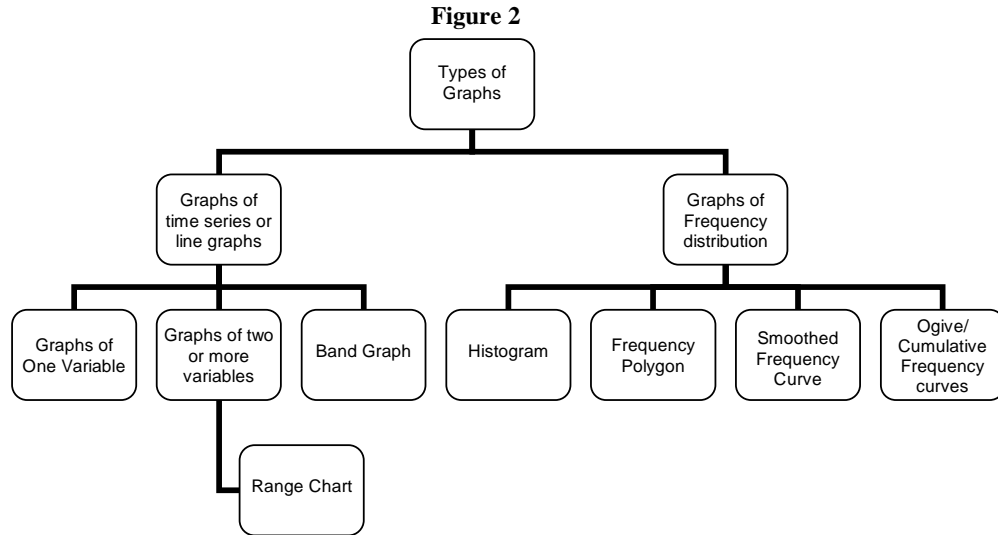 Figure 2
Types of
Graphs
Graphs of
time series or
line graphs
Graphs of
Frequency
distribution
Graphs of
One Variable
Graphs of two
or more
variables
Band Graph
Histogram
Frequency
Polygon
Smoothed
Frequency
Curve
Ogive/
Cumulative
Frequency
curves
Range Chart